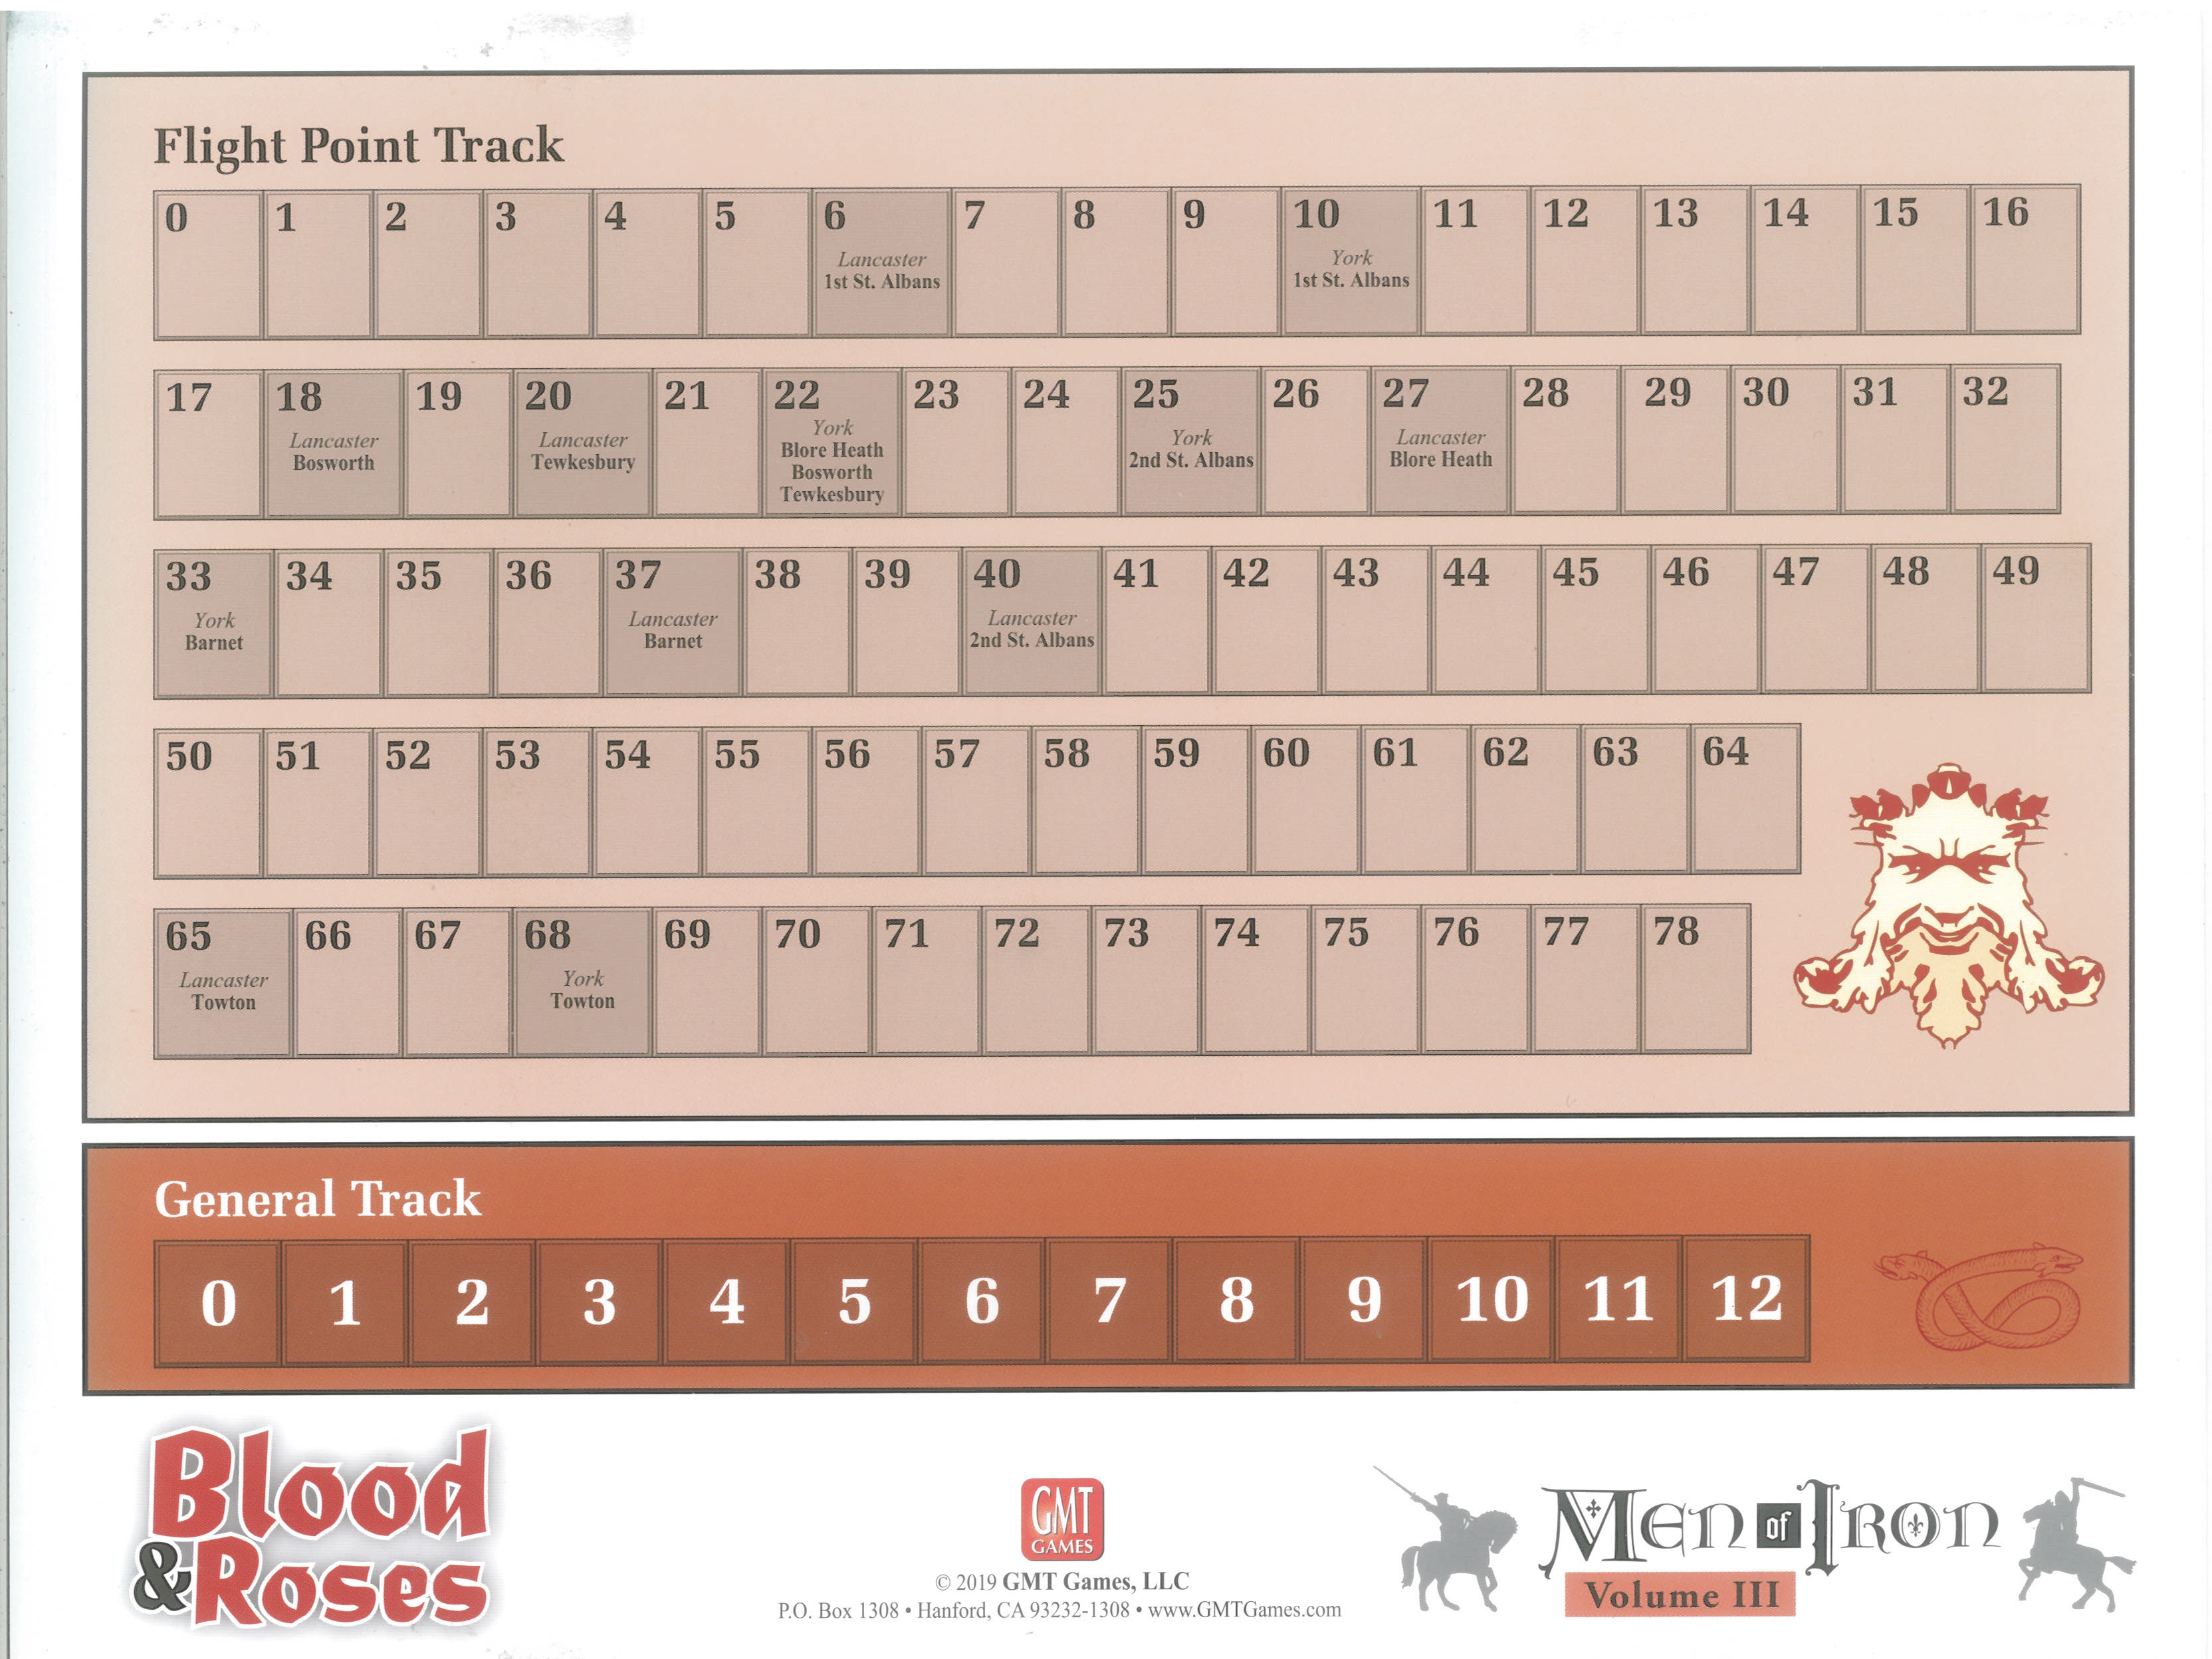 Flight Point Track
0 1 2 3 4 5 6 7 8 9 10 11 12 13 14 15 16
Lancaster York
1st St. Albans 1st St. Albans
17 18 19 20 21 22 23 24 25 26 27 28 29 30 31 32
Lancaster Lancaster York York Lancaster
Bosworth Tewkesbury Blore Heath 2nd St. Albans Blore Heath
Bosworth
Tewkesbury
33 34 35 36 37 38 39 40 41 42 43 44 45 46 47 48 49
York Lancaster Lancaster
Barnet Barnet 2nd St. Albans
50 51 52 53 54 55 56 57 58 59 60 61 62 63 64
65 66 67 68 69 70 71 72 73 74 75 76 77 78
Lancaster York
Towton Towton
General Track
0 1 2 3 4 5 6 7 8 9 10 11 12
Blood
&Roses
GMT
GAMES
© 2019 GMT Games, LLC
P.O. Box 1308 • Hanford, CA 93232-1308 • www.GMTGames.com
Men of Iron
Volume III